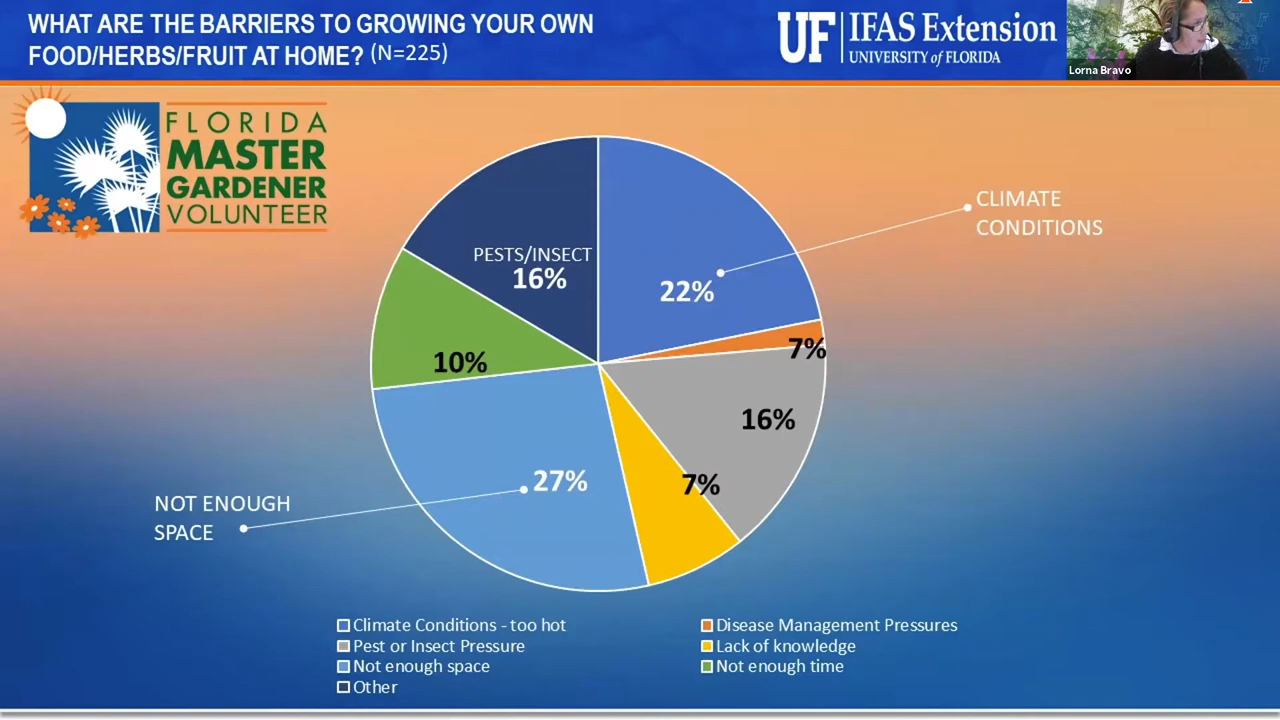 WHAT ARE THE BARRIERS TO GROWING YOUR OWN
FOOD/HERBS/FRUIT AT HOME? (N=225)
UF IFAS Extension
UNIVERSITY of FLORIDA
Lorna Bravo
FLORIDA
MASTER
GARDENER
VOLUNTEER
CLIMATE
CONDITIONS
PESTS/INSECT
16%
22%
7%
10%
16%
27%
7%
NOT ENOUGH
SPACE
Climate Conditions - too hot
Disease Management Pressures
Pest or Insect Pressure
Lack of knowledge
Not enough space
Not enough time
Other